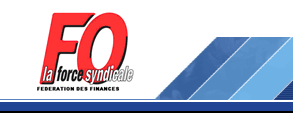 FO
la force syndicale
FEDERATION DES FINANCES